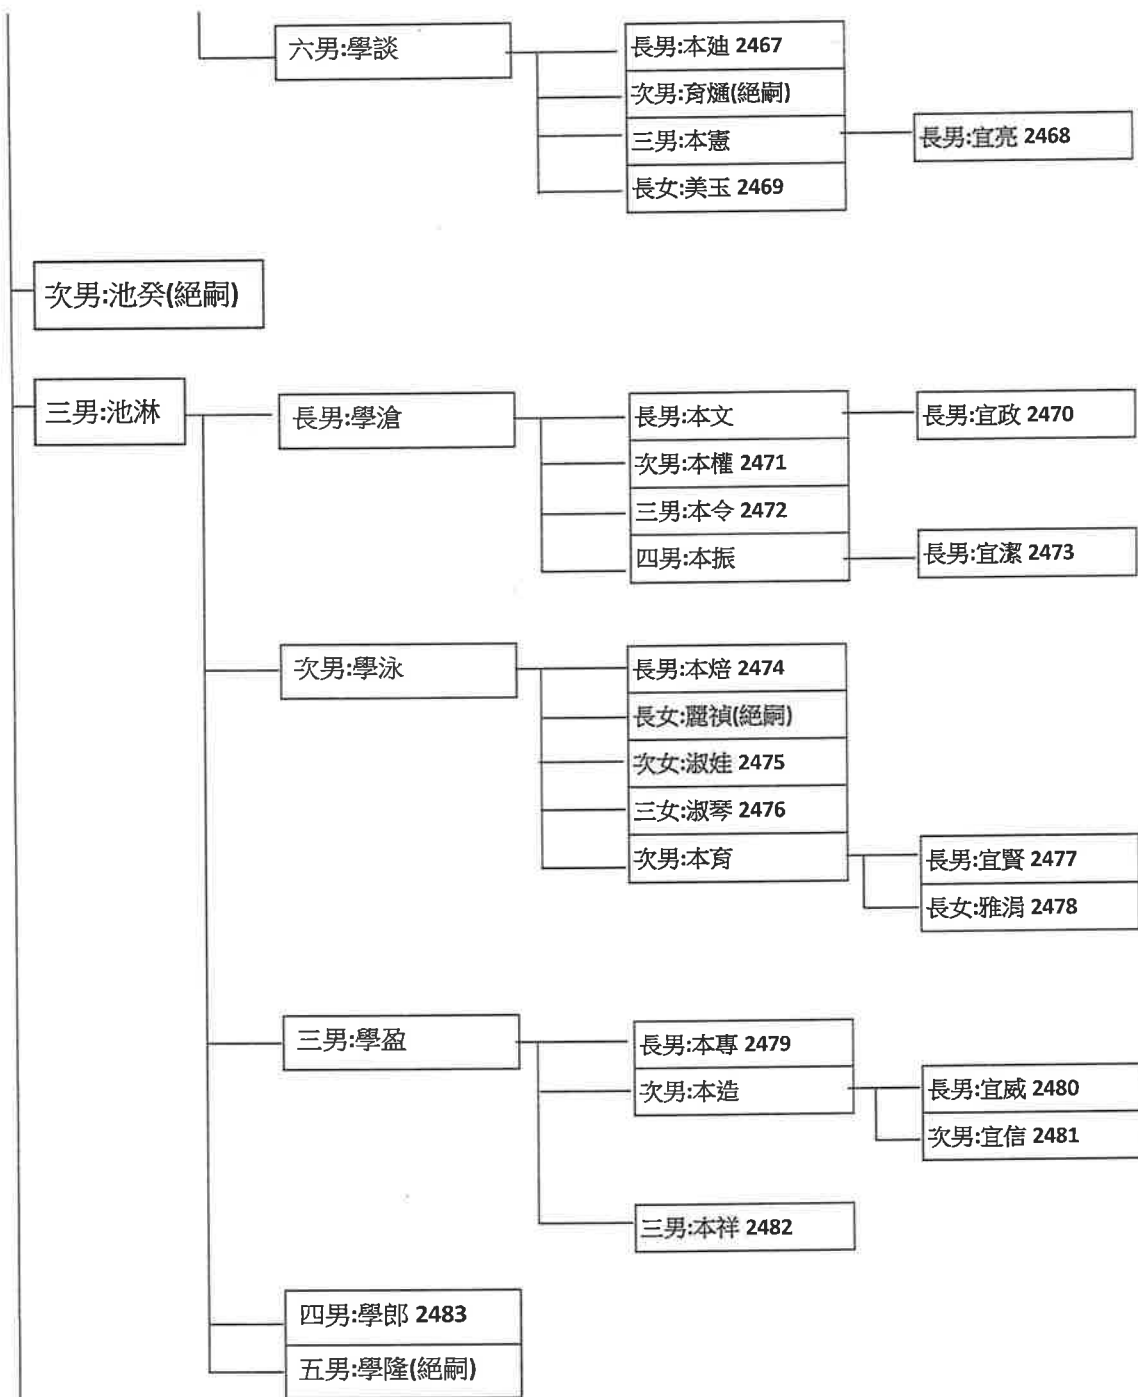 六男:學談
長男:本廸 2467
次男:育熥(絕嗣)
三男:本憲
長男:宜亮 2468
長女:美玉 2469
次男:池癸(絕嗣)
三男:池淋
長男:學滄
長男:本文
長男:宜政 2470
次男:本權 2471
三男:本令 2472
四男:本振
長男:宜潔 2473
次男:學泳
長男:本焙 2474
長女:麗禎(絕嗣)
次女:淑娃 2475
三女:淑琴 2476
次男:本育
長男:宜賢 2477
長女:雅涓 2478
三男:學盈
長男:本專 2479
次男:本造
長男:宜威 2480
次男:宜信 2481
三男:本祥 2482
四男:學郎 2483
五男:學隆(絕嗣)